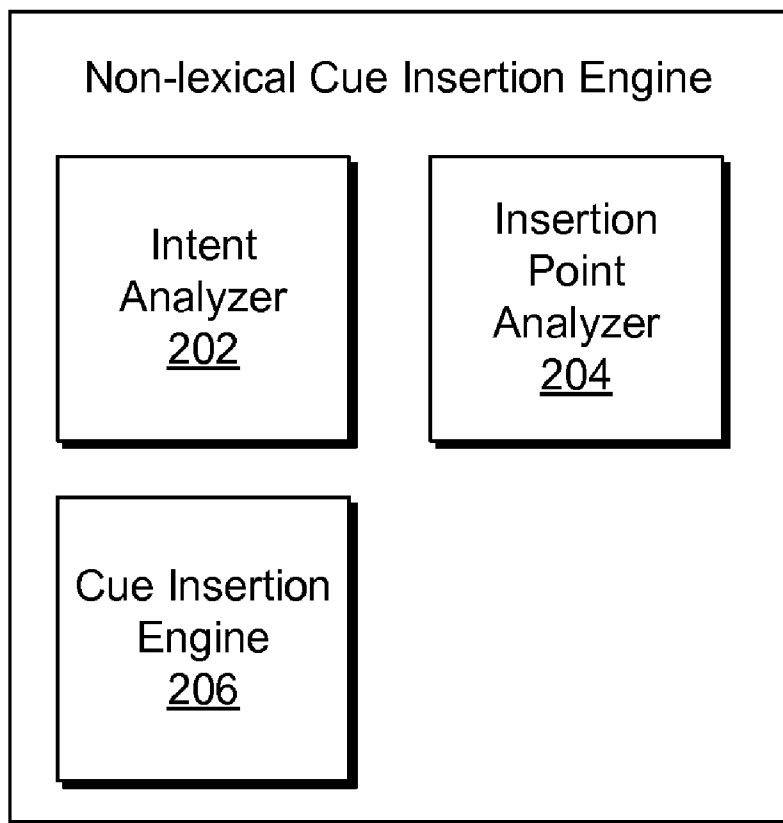 Non-lexical Cue Insertion Engine
Intent
Analyzer
202
Insertion
Point
Analyzer
204
Cue Insertion
Engine
206